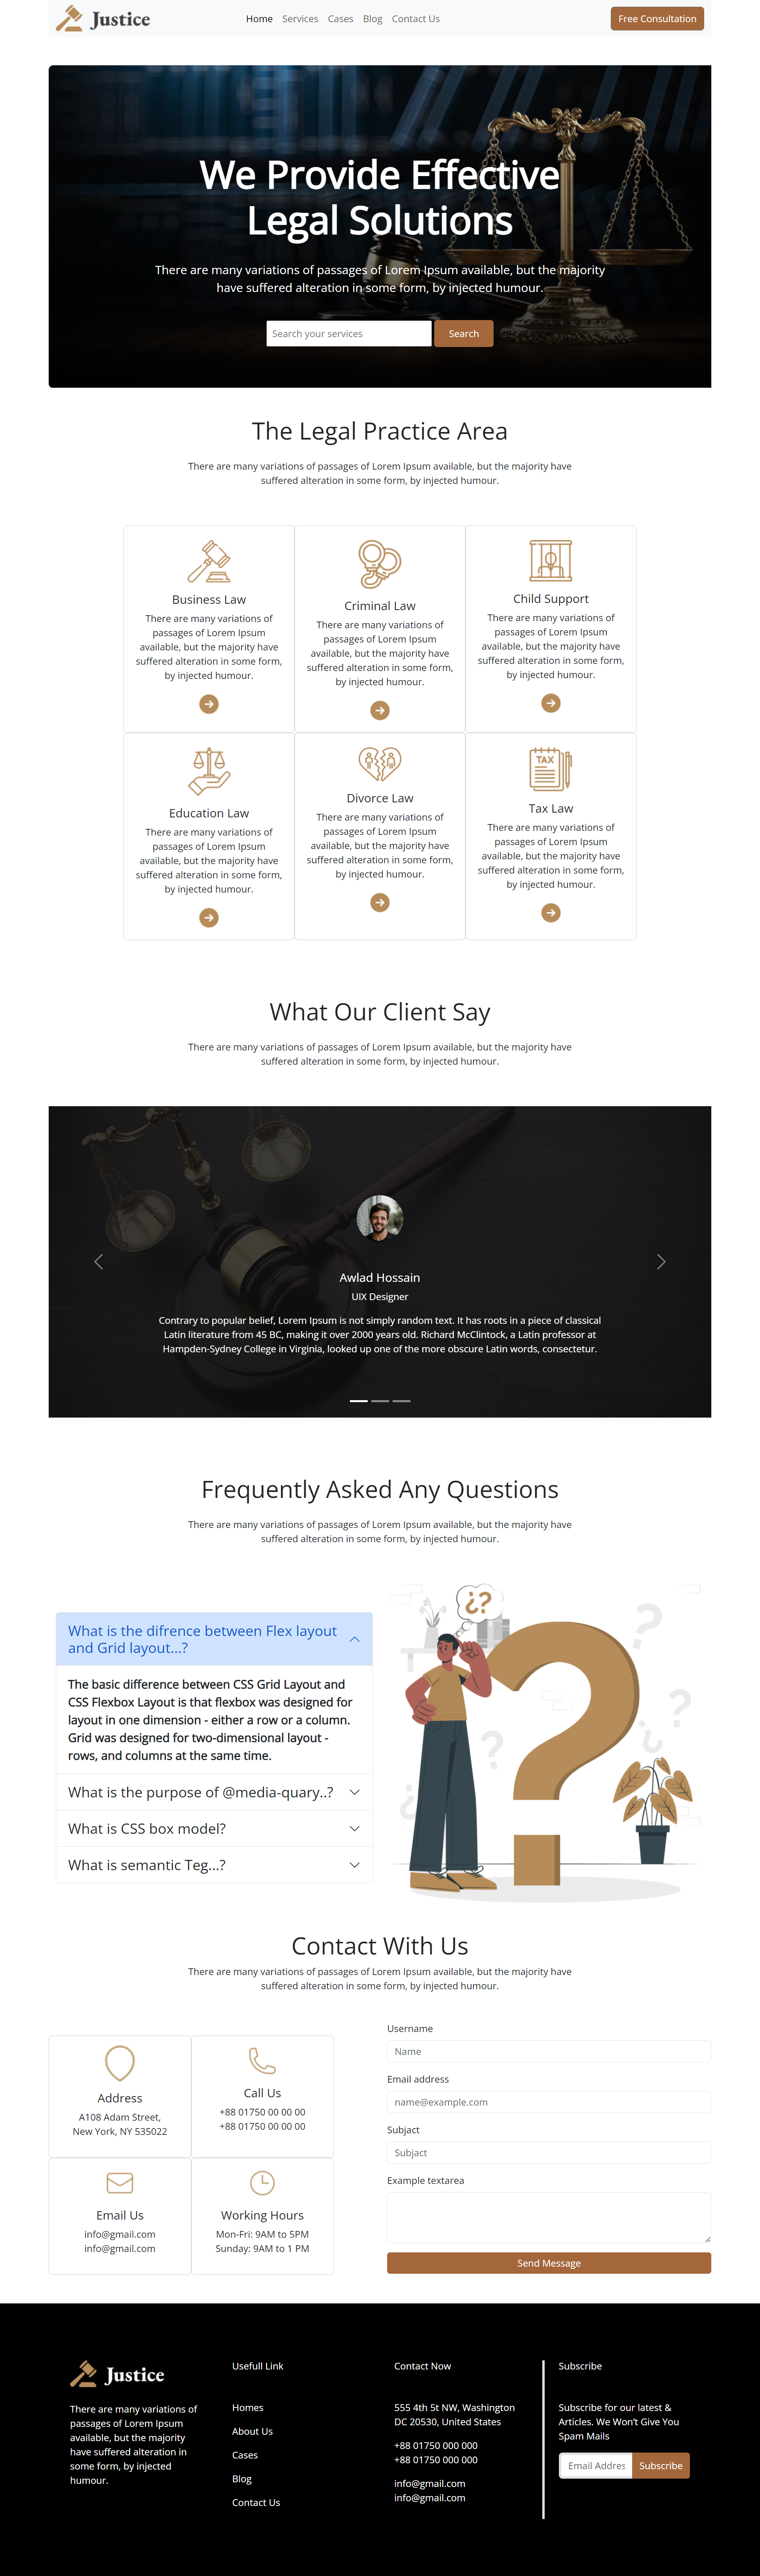 Justice
Home Services Cases Blog Contact Us
Free Consultation
We Provide Effective
Legal Solutions
There are many variations of passages of Lorem Ipsum available, but the majority
have suffered alteration in some form, by injected humour.
Search your services
Search
The Legal Practice Area
There are many variations of passages of Lorem Ipsum available, but the majority have
suffered alteration in some form, by injected humour.
Business Law
There are many variations of
passages of Lorem Ipsum
available, but the majority have
suffered alteration in some form,
by injected humour.
Criminal Law
There are many variations of
passages of Lorem Ipsum
available, but the majority have
suffered alteration in some form,
by injected humour.
Child Support
There are many variations of
passages of Lorem Ipsum
available, but the majority have
suffered alteration in some form,
by injected humour.
Education Law
There are many variations of
passages of Lorem Ipsum
available, but the majority have
suffered alteration in some form,
by injected humour.
Divorce Law
There are many variations of
passages of Lorem Ipsum
available, but the majority have
suffered alteration in some form,
by injected humour.
TAX
Tax Law
There are many variations of
passages of Lorem Ipsum
available, but the majority have
suffered alteration in some form,
by injected humour.
What Our Client Say
There are many variations of passages of Lorem Ipsum available, but the majority have
suffered alteration in some form, by injected humour.
Awlad Hossain
UIX Designer
Contrary to popular belief, Lorem Ipsum is not simply random text. It has roots in a piece of classical
Latin literature from 45 BC, making it over 2000 years old. Richard McClintock, a Latin professor at
Hampden-Sydney College in Virginia, looked up one of the more obscure Latin words, consectetur.
Frequently Asked Any Questions
There are many variations of passages of Lorem Ipsum available, but the majority have
suffered alteration in some form, by injected humour.
What is the difrence between Flex layout
and Grid layout...?
The basic difference between CSS Grid Layout and
CSS Flexbox Layout is that flexbox was designed for
layout in one dimension - either a row or a column.
Grid was designed for two-dimensional layout -
rows, and columns at the same time.
What is the purpose of @media-quary..?
What is CSS box model?
What is semantic Teg...?
¿?
?
Contact With Us
There are many variations of passages of Lorem Ipsum available, but the majority have
suffered alteration in some form, by injected humour.
Address
A108 Adam Street,
New York, NY 535022
Call Us
+88 01750 00 00 00
+88 01750 00 00 00
Email Us
info@gmail.com
info@gmail.com
Working Hours
Mon-Fri: 9AM to 5PM
Sunday: 9AM to 1 PM
Username
Name
Email address
name@example.com
Subjact
Subjact
Example textarea
Send Message
Justice
There are many variations of
passages of Lorem Ipsum
available, but the majority
have suffered alteration in
some form, by injected
humour.
Usefull Link
Homes
About Us
Cases
Blog
Contact Us
Contact Now
555 4th 5t NW, Washington
DC 20530, United States
+88 01750 000 000
+88 01750 000 000
info@gmail.com
info@gmail.com
Subscribe
Subscribe for our latest &
Articles. We Won't Give You
Spam Mails
Email Addres
Subscribe